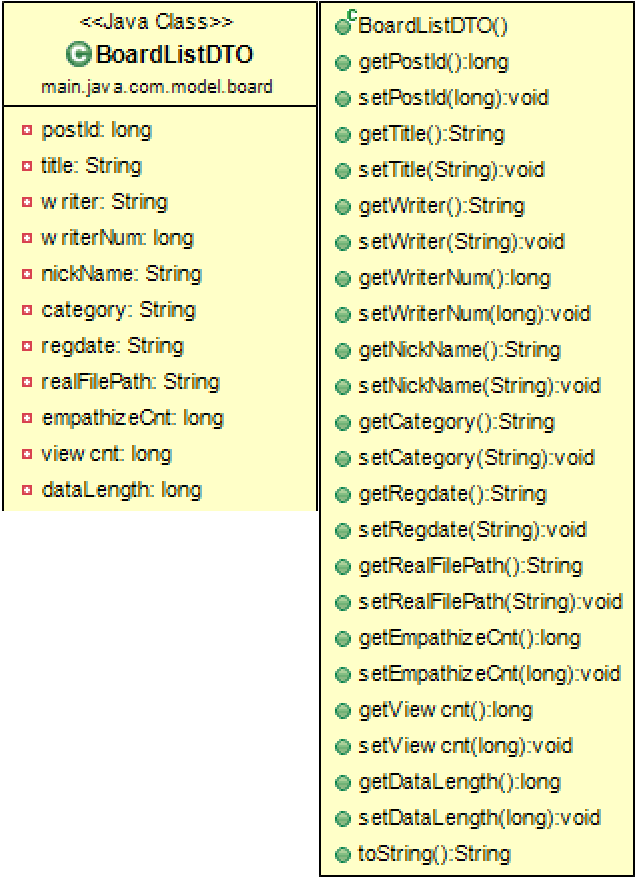 <<Java Class>>
BoardListDTO
main.java.com.model.board
postId: long
title: String
writer: String
writerNum: long
nickName: String
category: String
regdate: String
realFilePath: String
empathizeCnt: long
viewcnt: long
dataLength: long
BoardListDTO()
getPostId():long
setPostId(long):void
getTitle():String
setTitle(String):void
getWriter():String
setWriter(String):void
getWriterNum():long
setWriterNum(long):void
getNickName():String
setNickName(String):void
getCategory():String
setCategory(String):void
getRegdate():String
setRegdate(String):void
getRealFilePath():String
setRealFilePath(String):void
getEmpathizeCnt():long
setEmpathizeCnt(long):void
getViewcnt():long
setViewcnt(long):void
getDataLength():long
setDataLength(long):void
toString():String